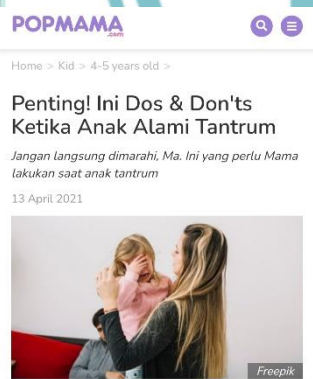 POPMAMA
.com
Home > Kid > 4-5 years old >
Penting! Ini Dos & Don'ts
Ketika Anak Alami Tantrum
Jangan langsung dimarahi, Ma. Ini yang perlu Mama
lakukan saat anak tantrum
13 April 2021
Freepik